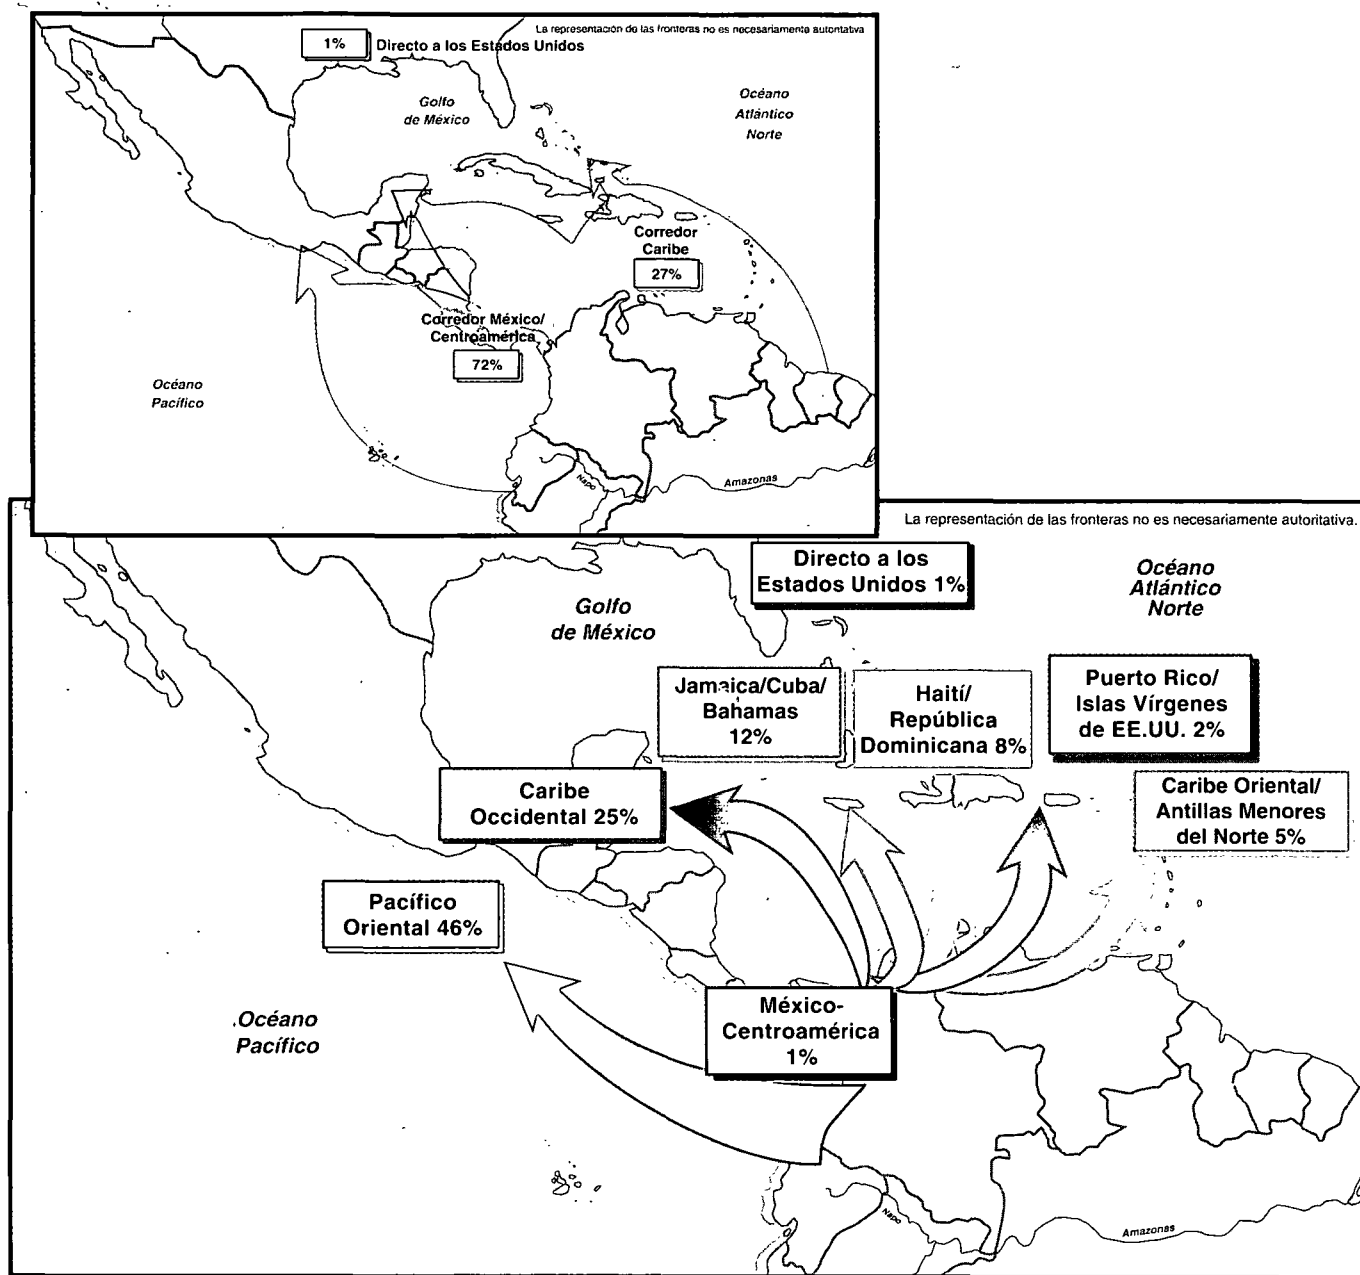 La representación de las fronteras no es necesariamente autoritativa
1%
Directo a los Estados Unidos
Golfo
de México
Océano
Atlántico
Norte
Corredor
Caribe
27%
Corredor México/
Centroamérica
72%
Océano
Pacífico
Napo
Amazonas
La representación de las fronteras no es necesariamente autoritativa.
Directo a los
Estados Unidos 1%
Océano
Atlántico
Norte
Golfo
de México
Jamaica/Cuba/
Bahamas
12%
Haití/
República
Dominicana 8%
Puerto Rico/
Islas Vírgenes
de EE.UU. 2%
Caribe
Occidental 25%
Caribe Oriental/
Antillas Menores
del Norte 5%
Pacífico
Oriental 46%
México-
Centroamérica
1%
Océano
Pacífico
Napo
Amazonas